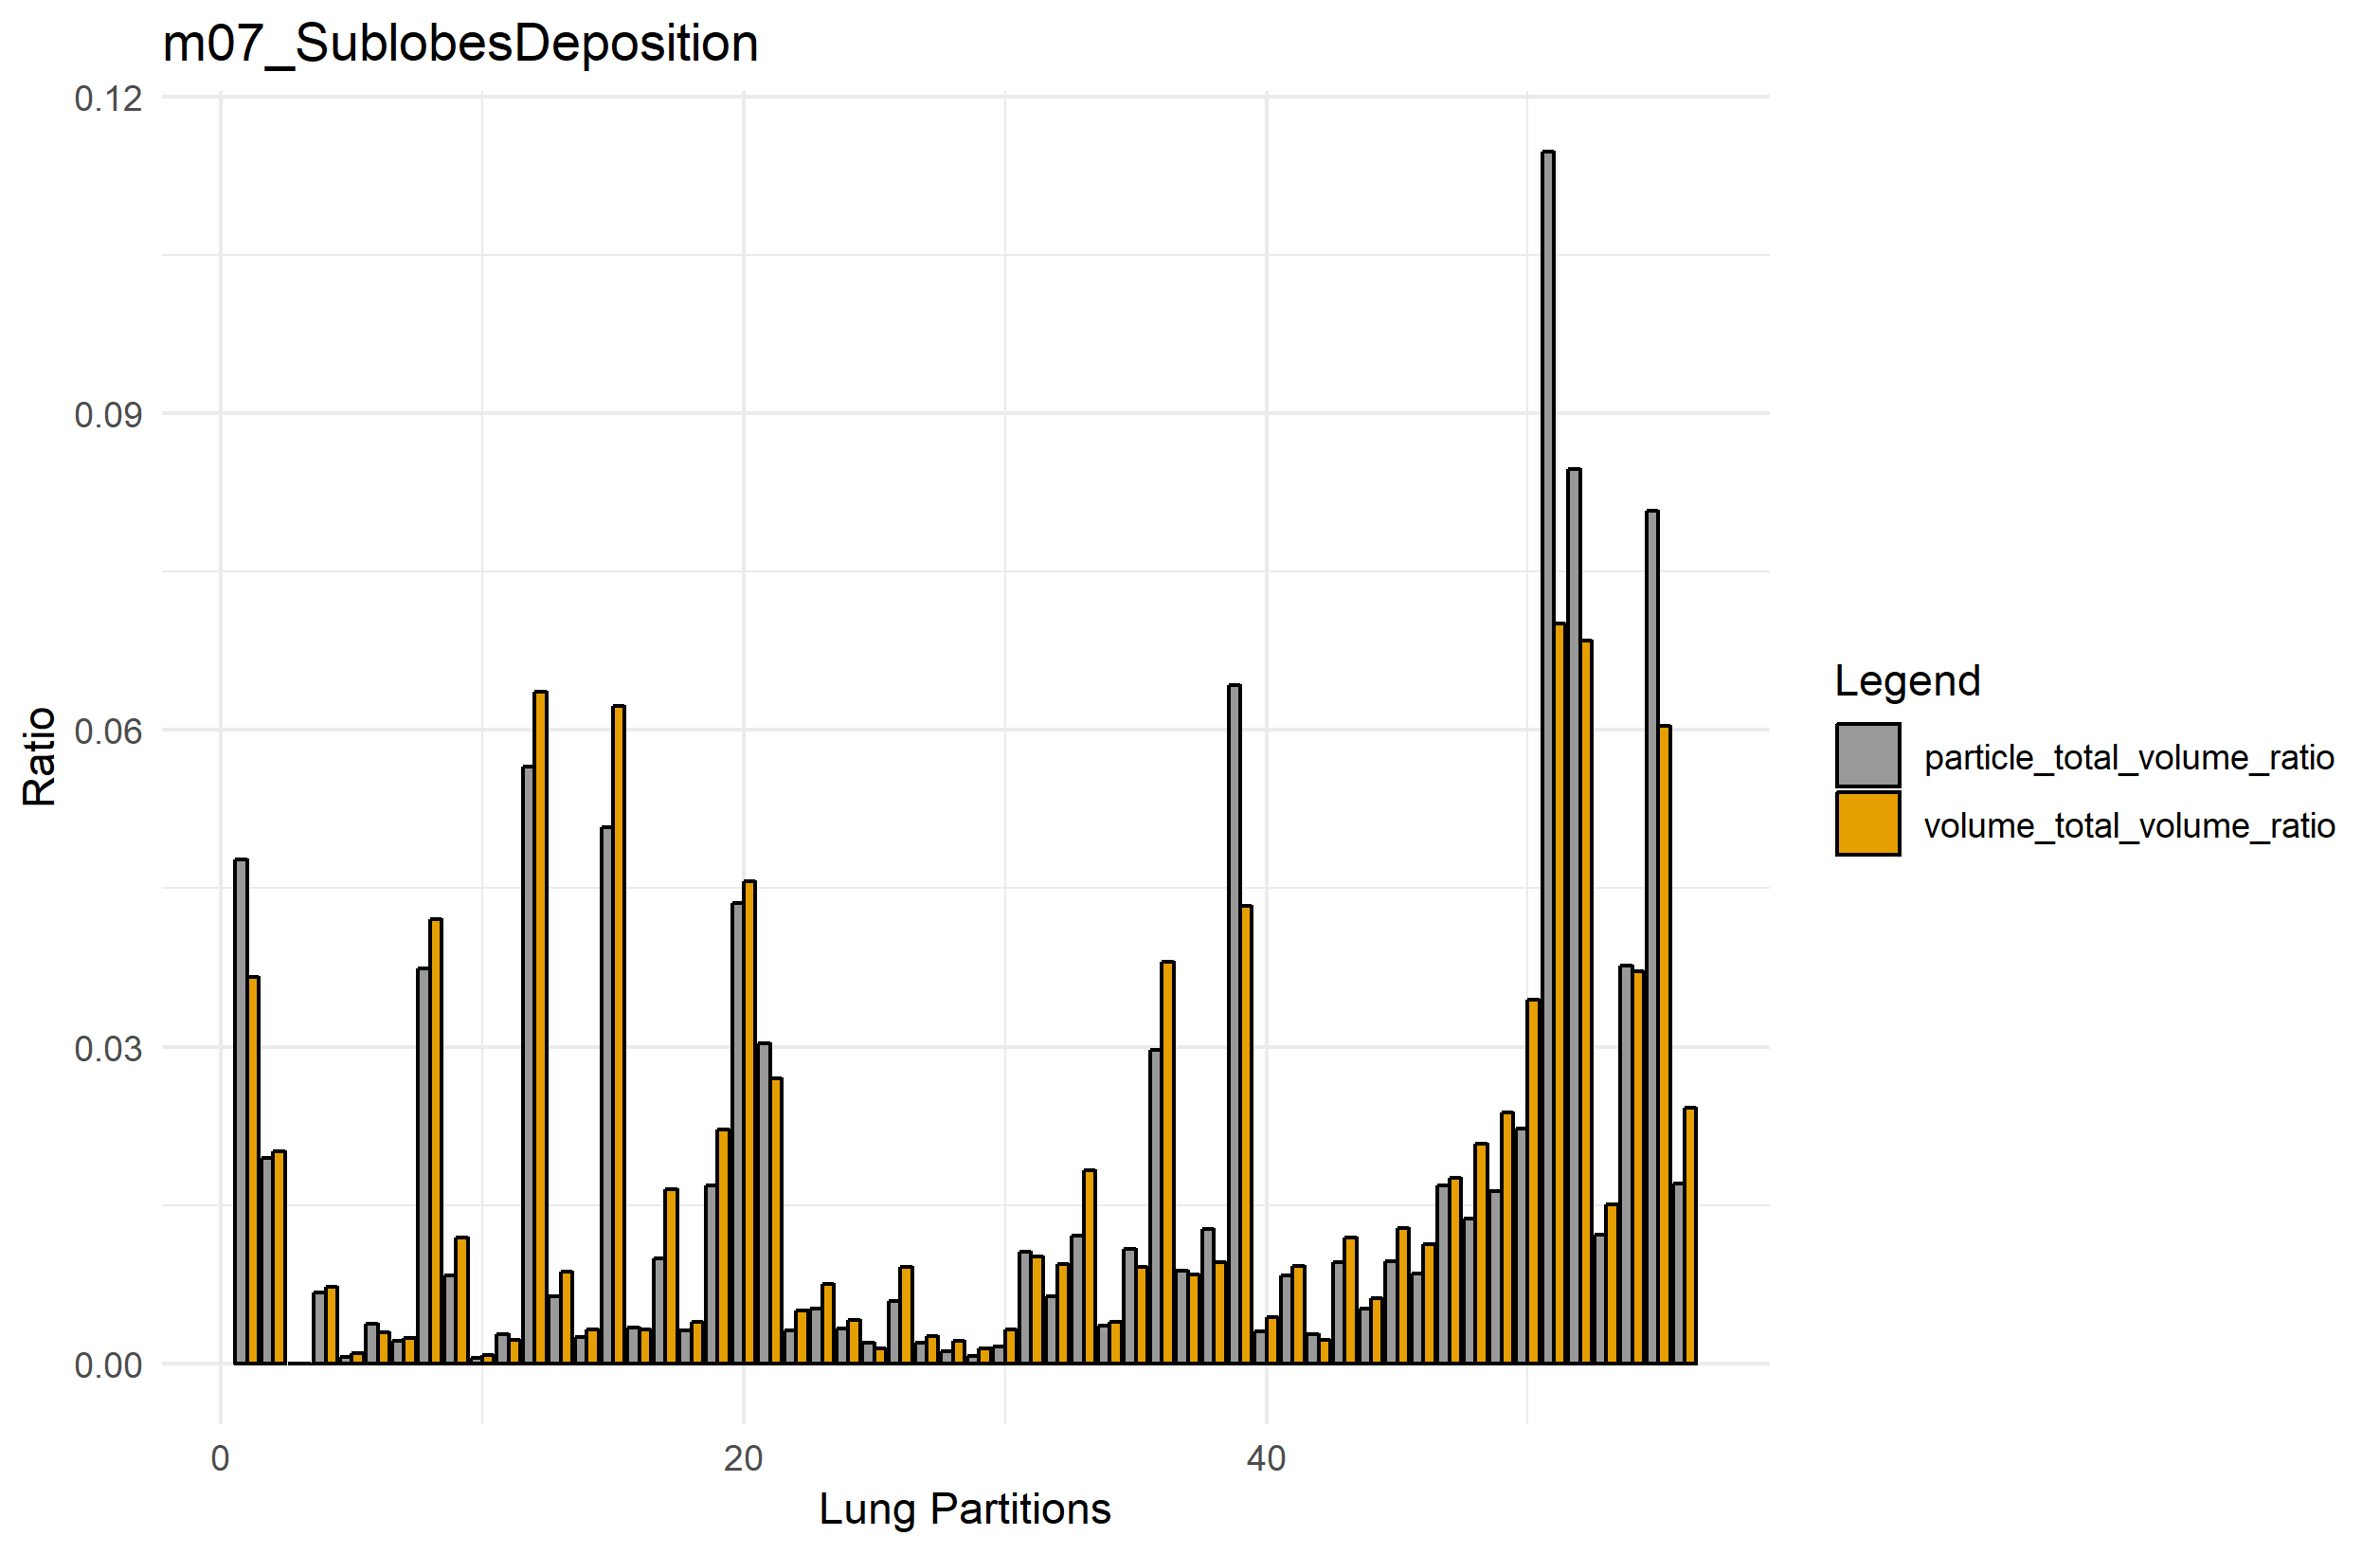 m07_SublobesDeposition
0.12
0.09
0.06
0.03
0.00
Ratio
0
20
40
Lung Partitions
Legend
particle_total_volume_ratio
volume_total_volume_ratio